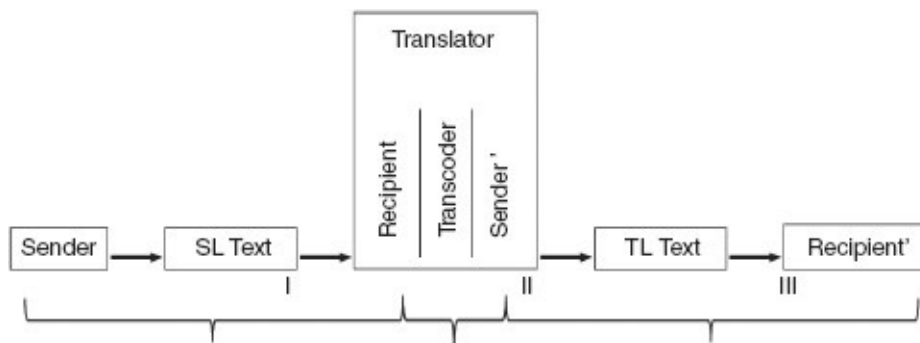 Translator
Recipient
Transcoder
Sender '
Sender
SL Text
TL Text
Recipient'
I
II
III